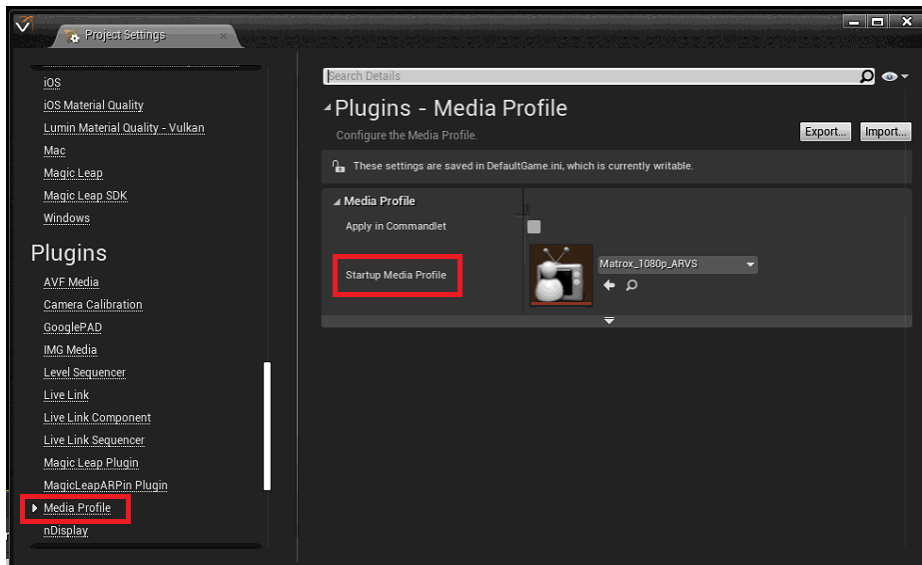 Project Settings
iOS
iOS Material Quality
Lumin Material Quality - Vulkan
Mac
Magic Leap
Magic Leap SDK
Windows
Plugins
AVF Media
Camera Calibration
GooglePAD
IMG Media
Level Sequencer
Live Link
Live Link Component
Live Link Sequencer
Magic Leap Plugin
MagicLeapARPin Plugin
Media Profile
nDisplay
Search Details
Plugins - Media Profile
Configure the Media Profile.
Export... Import...
These settings are saved in DefaultGame.ini, which is currently writable.
Media Profile
Apply in Commandlet
Startup Media Profile
Matrox_1080p_ARVS